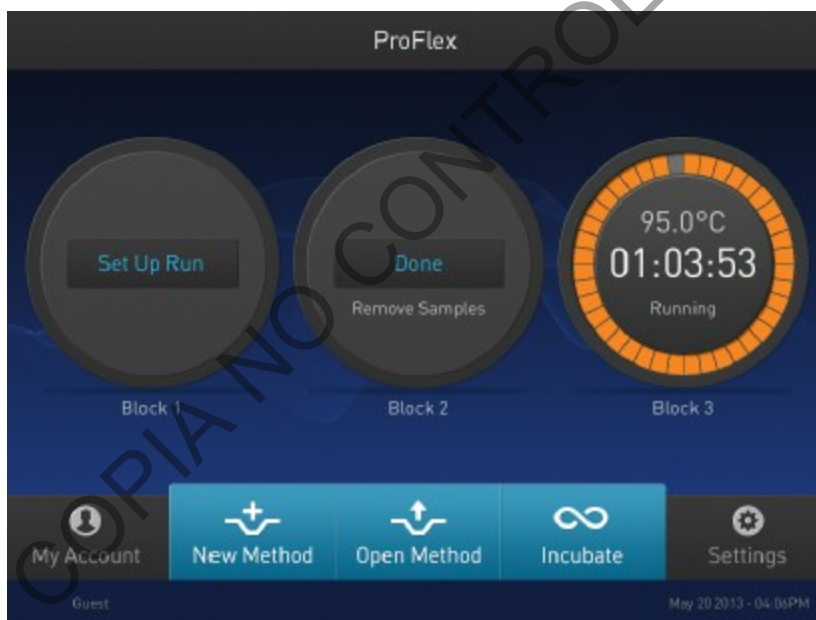 ProFlex
Set Up Run
Block 1
Done
Remove Samples
Block 2
95.0°C
01:03:53
Running
Block 3
My Account
New Method
Open Method
Incubate
Settings
Guest
May 20 2013 - 04:06PM
COPIA NO CONTROL